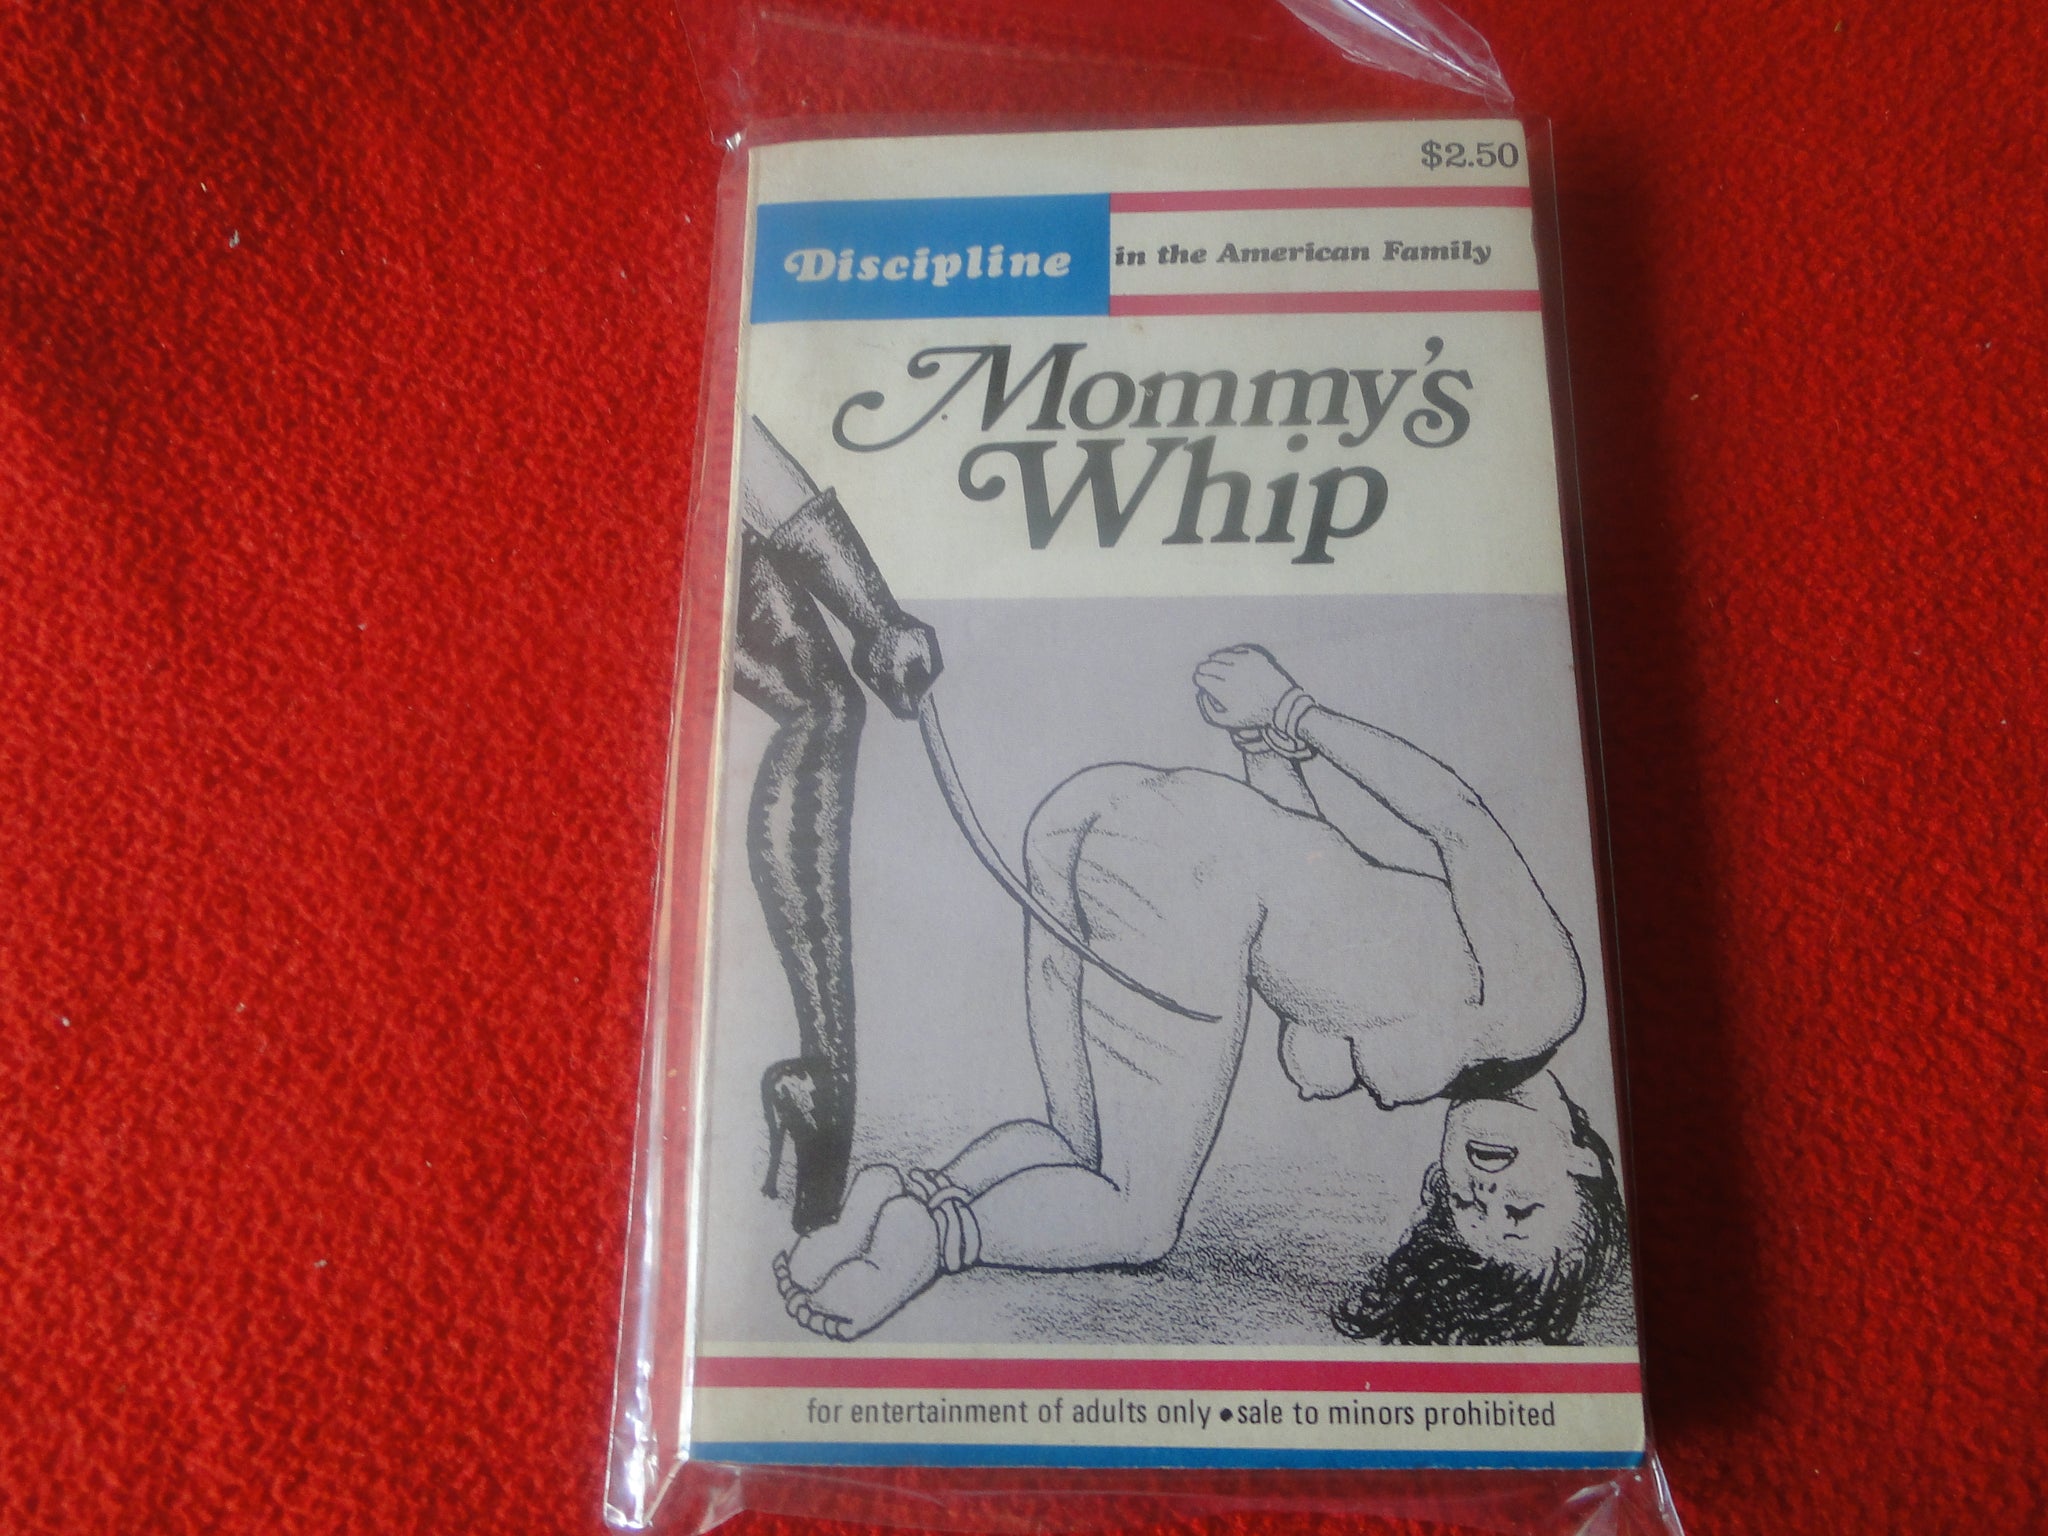 $2.50
Discipline in the American Family
Mommy's
Whip
for entertainment of adults only • sale to minors prohibited